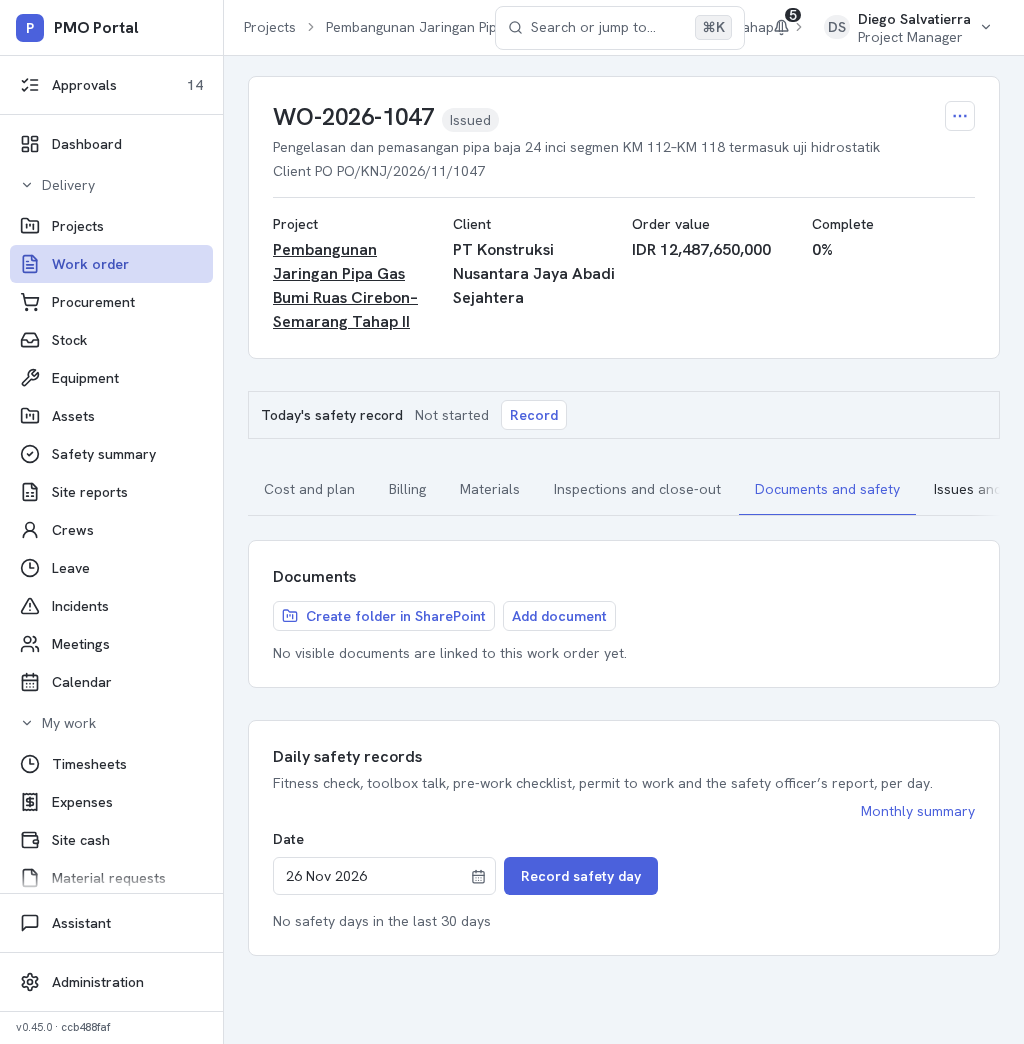 P PMO Portal
Projects
Pembangunan Jaringan Pip
Search or jump to...
⌘K
ahap
5
DS
Diego Salvatierra
Project Manager
Approvals 14
Dashboard
Delivery
Projects
Work order
Procurement
Stock
Equipment
Assets
Safety summary
Site reports
Crews
Leave
Incidents
Meetings
Calendar
My work
Timesheets
Expenses
Site cash
Material requests
Assistant
Administration
v0.45.0 · ccb488faf
WO-2026-1047 Issued
Pengelasan dan pemasangan pipa baja 24 inci segmen KM 112–KM 118 termasuk uji hidrostatik
Client PO PO/KNJ/2026/11/1047
Project
Pembangunan
Jaringan Pipa Gas
Bumi Ruas Cirebon–
Semarang Tahap II
Client
PT Konstruksi
Nusantara Jaya Abadi
Sejahtera
Order value
IDR 12,487,650,000
Complete
0%
Today's safety record Not started Record
Cost and plan Billing Materials Inspections and close-out Documents and safety Issues and
Documents
Create folder in SharePoint Add document
No visible documents are linked to this work order yet.
Daily safety records
Fitness check, toolbox talk, pre-work checklist, permit to work and the safety officer’s report, per day.
Monthly summary
Date
26 Nov 2026 Record safety day
No safety days in the last 30 days